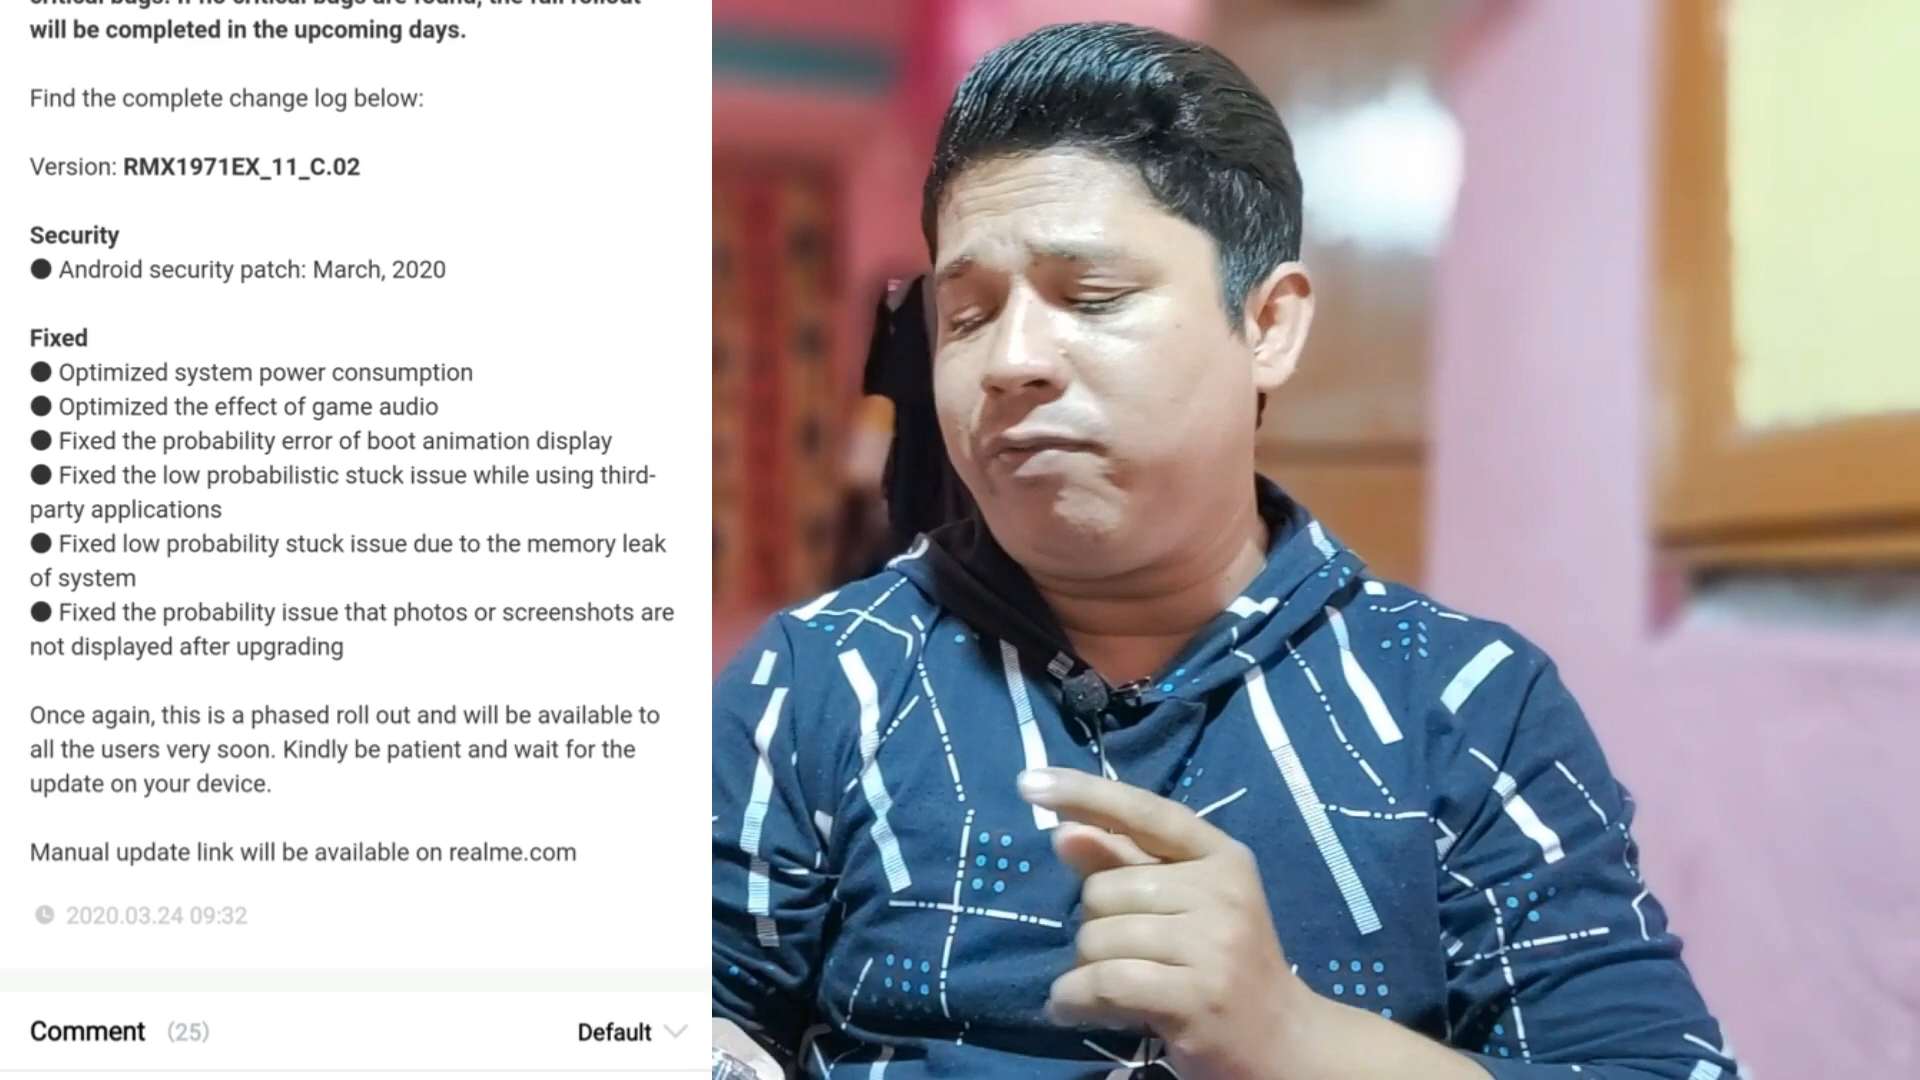 will be completed in the upcoming days.
Find the complete change log below:
Version: RMX1971EX_11_C.02
Security
● Android security patch: March, 2020
Fixed
● Optimized system power consumption
● Optimized the effect of game audio
● Fixed the probability error of boot animation display
● Fixed the low probabilistic stuck issue while using third-
party applications
● Fixed low probability stuck issue due to the memory leak
of system
● Fixed the probability issue that photos or screenshots are
not displayed after upgrading
Once again, this is a phased roll out and will be available to
all the users very soon. Kindly be patient and wait for the
update on your device.
Manual update link will be available on realme.com
2020.03.24 09:32
Comment (25) Default